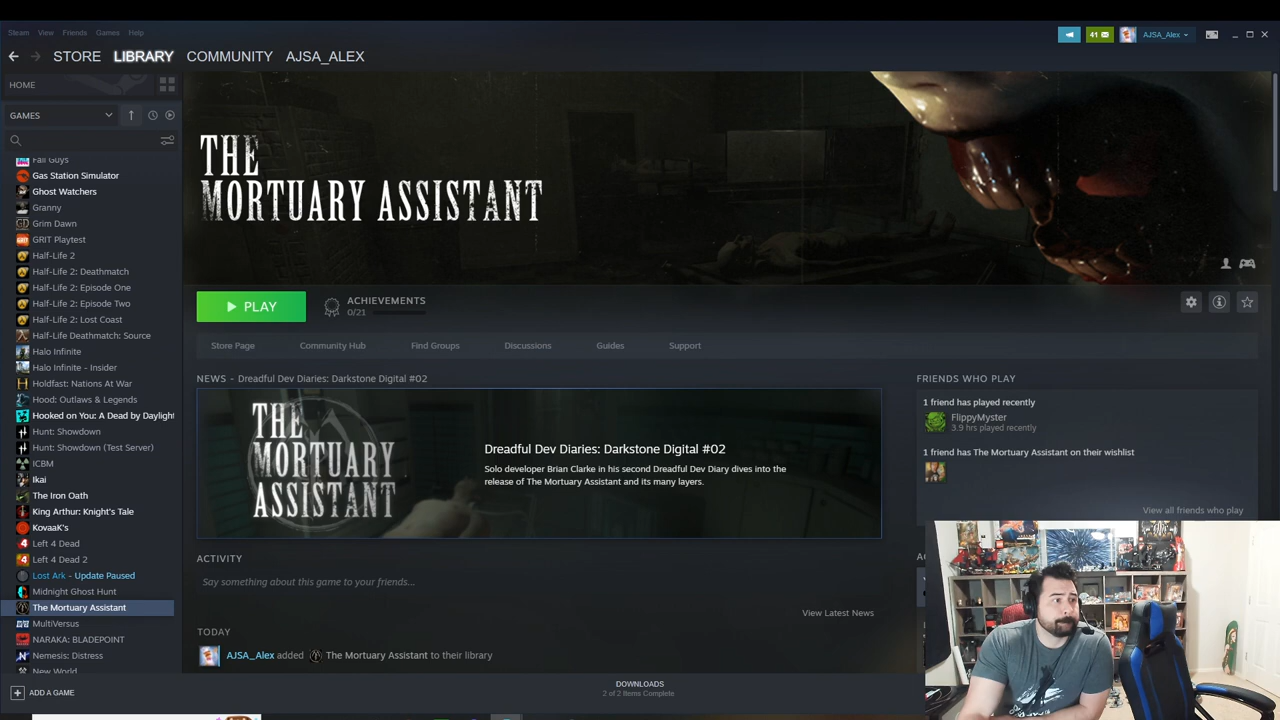 Steam View Friends Games Help
41 AJSA_Alex
STORE LIBRARY COMMUNITY AJSA_ALEX
HOME
GAMES
Fall Guys
Gas Station Simulator
Ghost Watchers
Granny
Grim Dawn
GRIT Playtest
Half-Life 2
Half-Life 2: Deathmatch
Half-Life 2: Episode One
Half-Life 2: Episode Two
Half-Life 2: Lost Coast
Half-Life Deathmatch: Source
Halo Infinite
Halo Infinite - Insider
Holdfast: Nations At War
Hood: Outlaws & Legends
Hooked on You: A Dead by Daylight
Hunt: Showdown
Hunt: Showdown (Test Server)
ICBM
Ikai
The Iron Oath
King Arthur: Knight's Tale
KovaaK's
Left 4 Dead
Left 4 Dead 2
Lost Ark - Update Paused
Midnight Ghost Hunt
The Mortuary Assistant
MultiVersus
NARAKA: BLADEPOINT
Nemesis: Distress
New World
ADD A GAME
THE
MORTUARY ASSISTANT
PLAY
ACHIEVEMENTS
0/21
Store Page Community Hub Find Groups Discussions Guides Support
NEWS - Dreadful Dev Diaries: Darkstone Digital #02
THE
MORTUARY
ASSISTANT
Dreadful Dev Diaries: Darkstone Digital #02
Solo developer Brian Clarke in his second Dreadful Dev Diary dives into the
release of The Mortuary Assistant and its many layers.
ACTIVITY
Say something about this game to your friends...
View Latest News
TODAY
AJSA_Alex added The Mortuary Assistant to their library
FRIENDS WHO PLAY
1 friend has played recently
FlippyMyster
3.9 hrs played recently
1 friend has The Mortuary Assistant on their wishlist
View all friends who play
DOWNLOADS
2 of 2 Items Complete